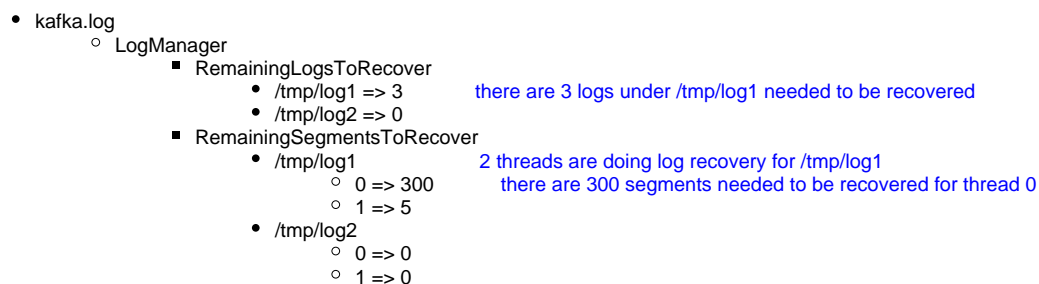 kafka.log
LogManager
RemainingLogsToRecover
/tmp/log1 => 3 there are 3 logs under /tmp/log1 needed to be recovered
/tmp/log2 => 0
RemainingSegmentsToRecover
/tmp/log1 2 threads are doing log recovery for /tmp/log1
0 => 300 there are 300 segments needed to be recovered for thread 0
1 => 5
/tmp/log2
0 => 0
1 => 0